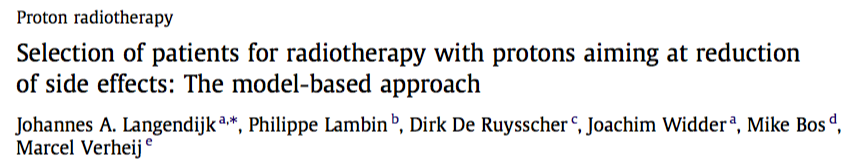 Proton radiotherapy
Selection of patients for radiotherapy with protons aiming at reduction
of side effects: The model-based approach
Johannes A. Langendijk a,*, Philippe Lambin b, Dirk De Ruysscher c, Joachim Widder a, Mike Bos d,
Marcel Verheij e